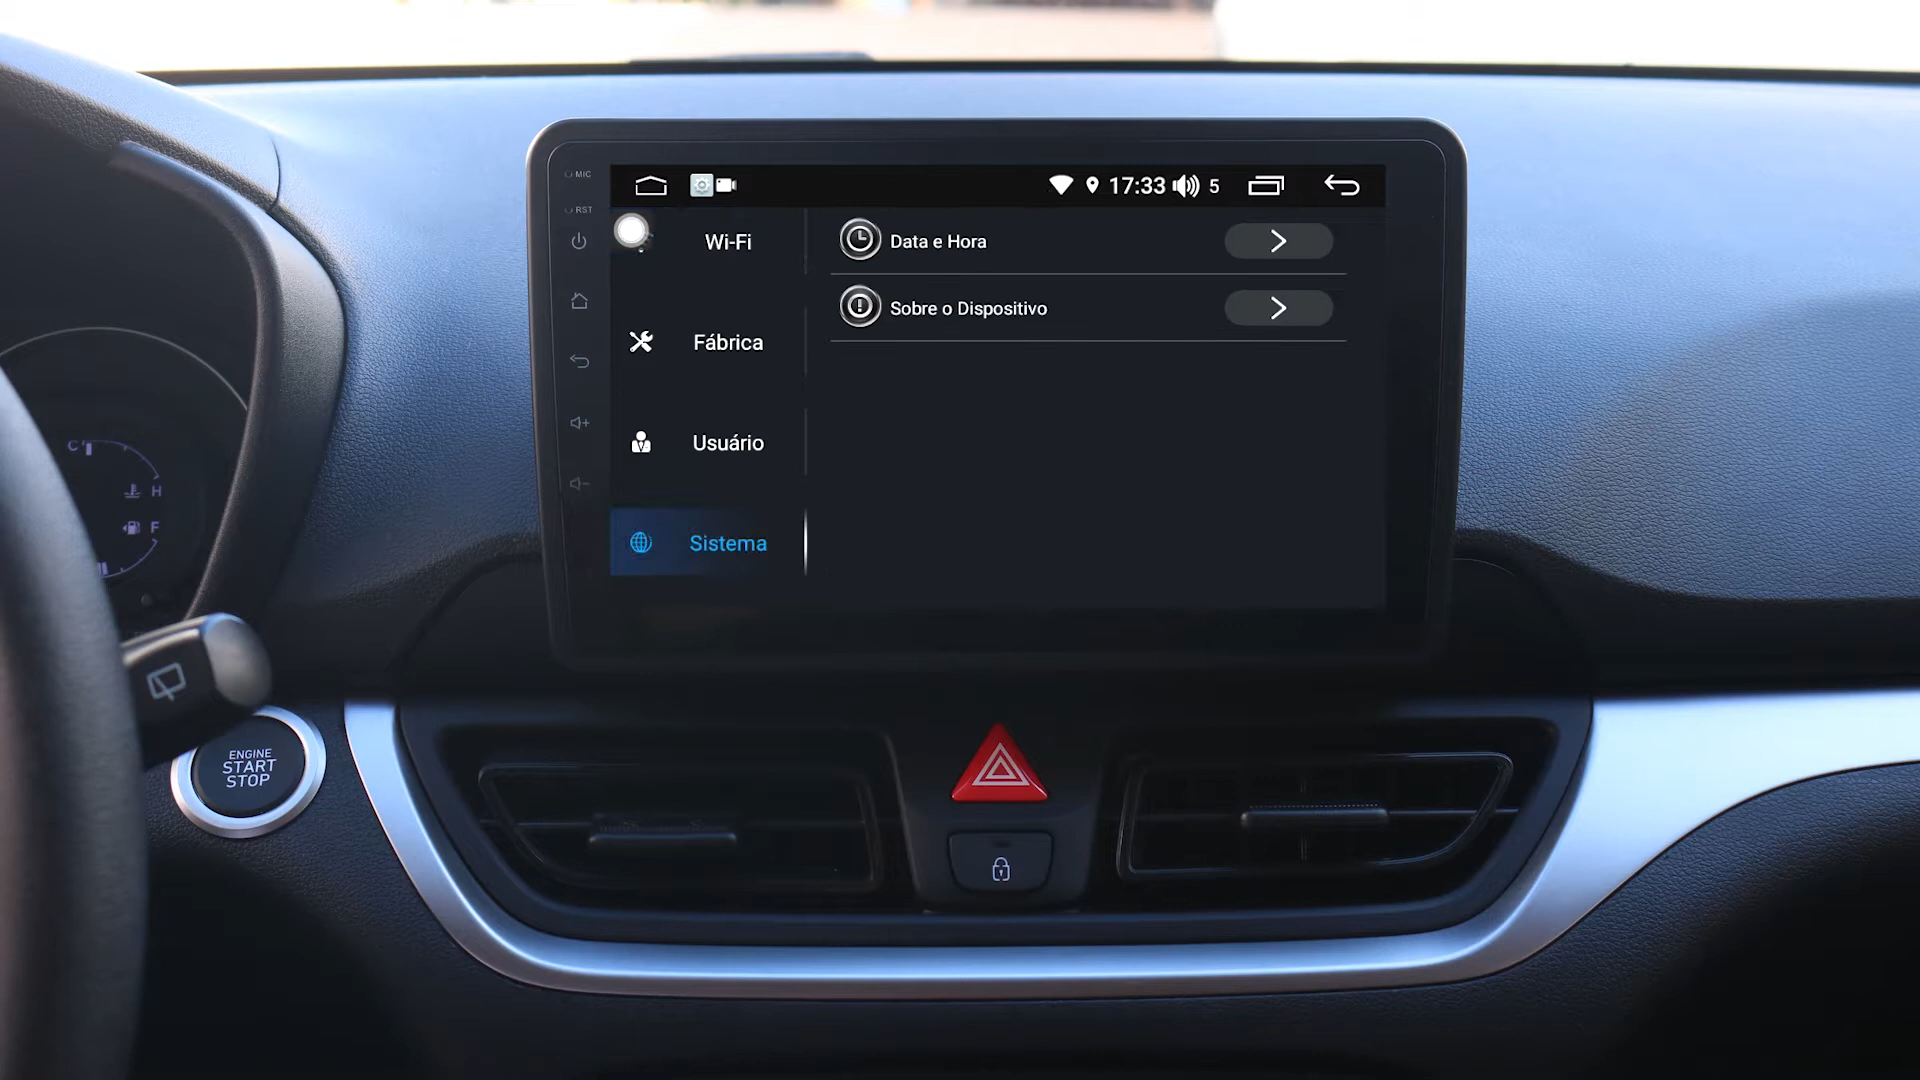 MIC
RST
17:33
5
Wi-Fi
Fábrica
Usuário
Sistema
Data e Hora
Sobre o Dispositivo
C
H
F
ENGINE
START
STOP